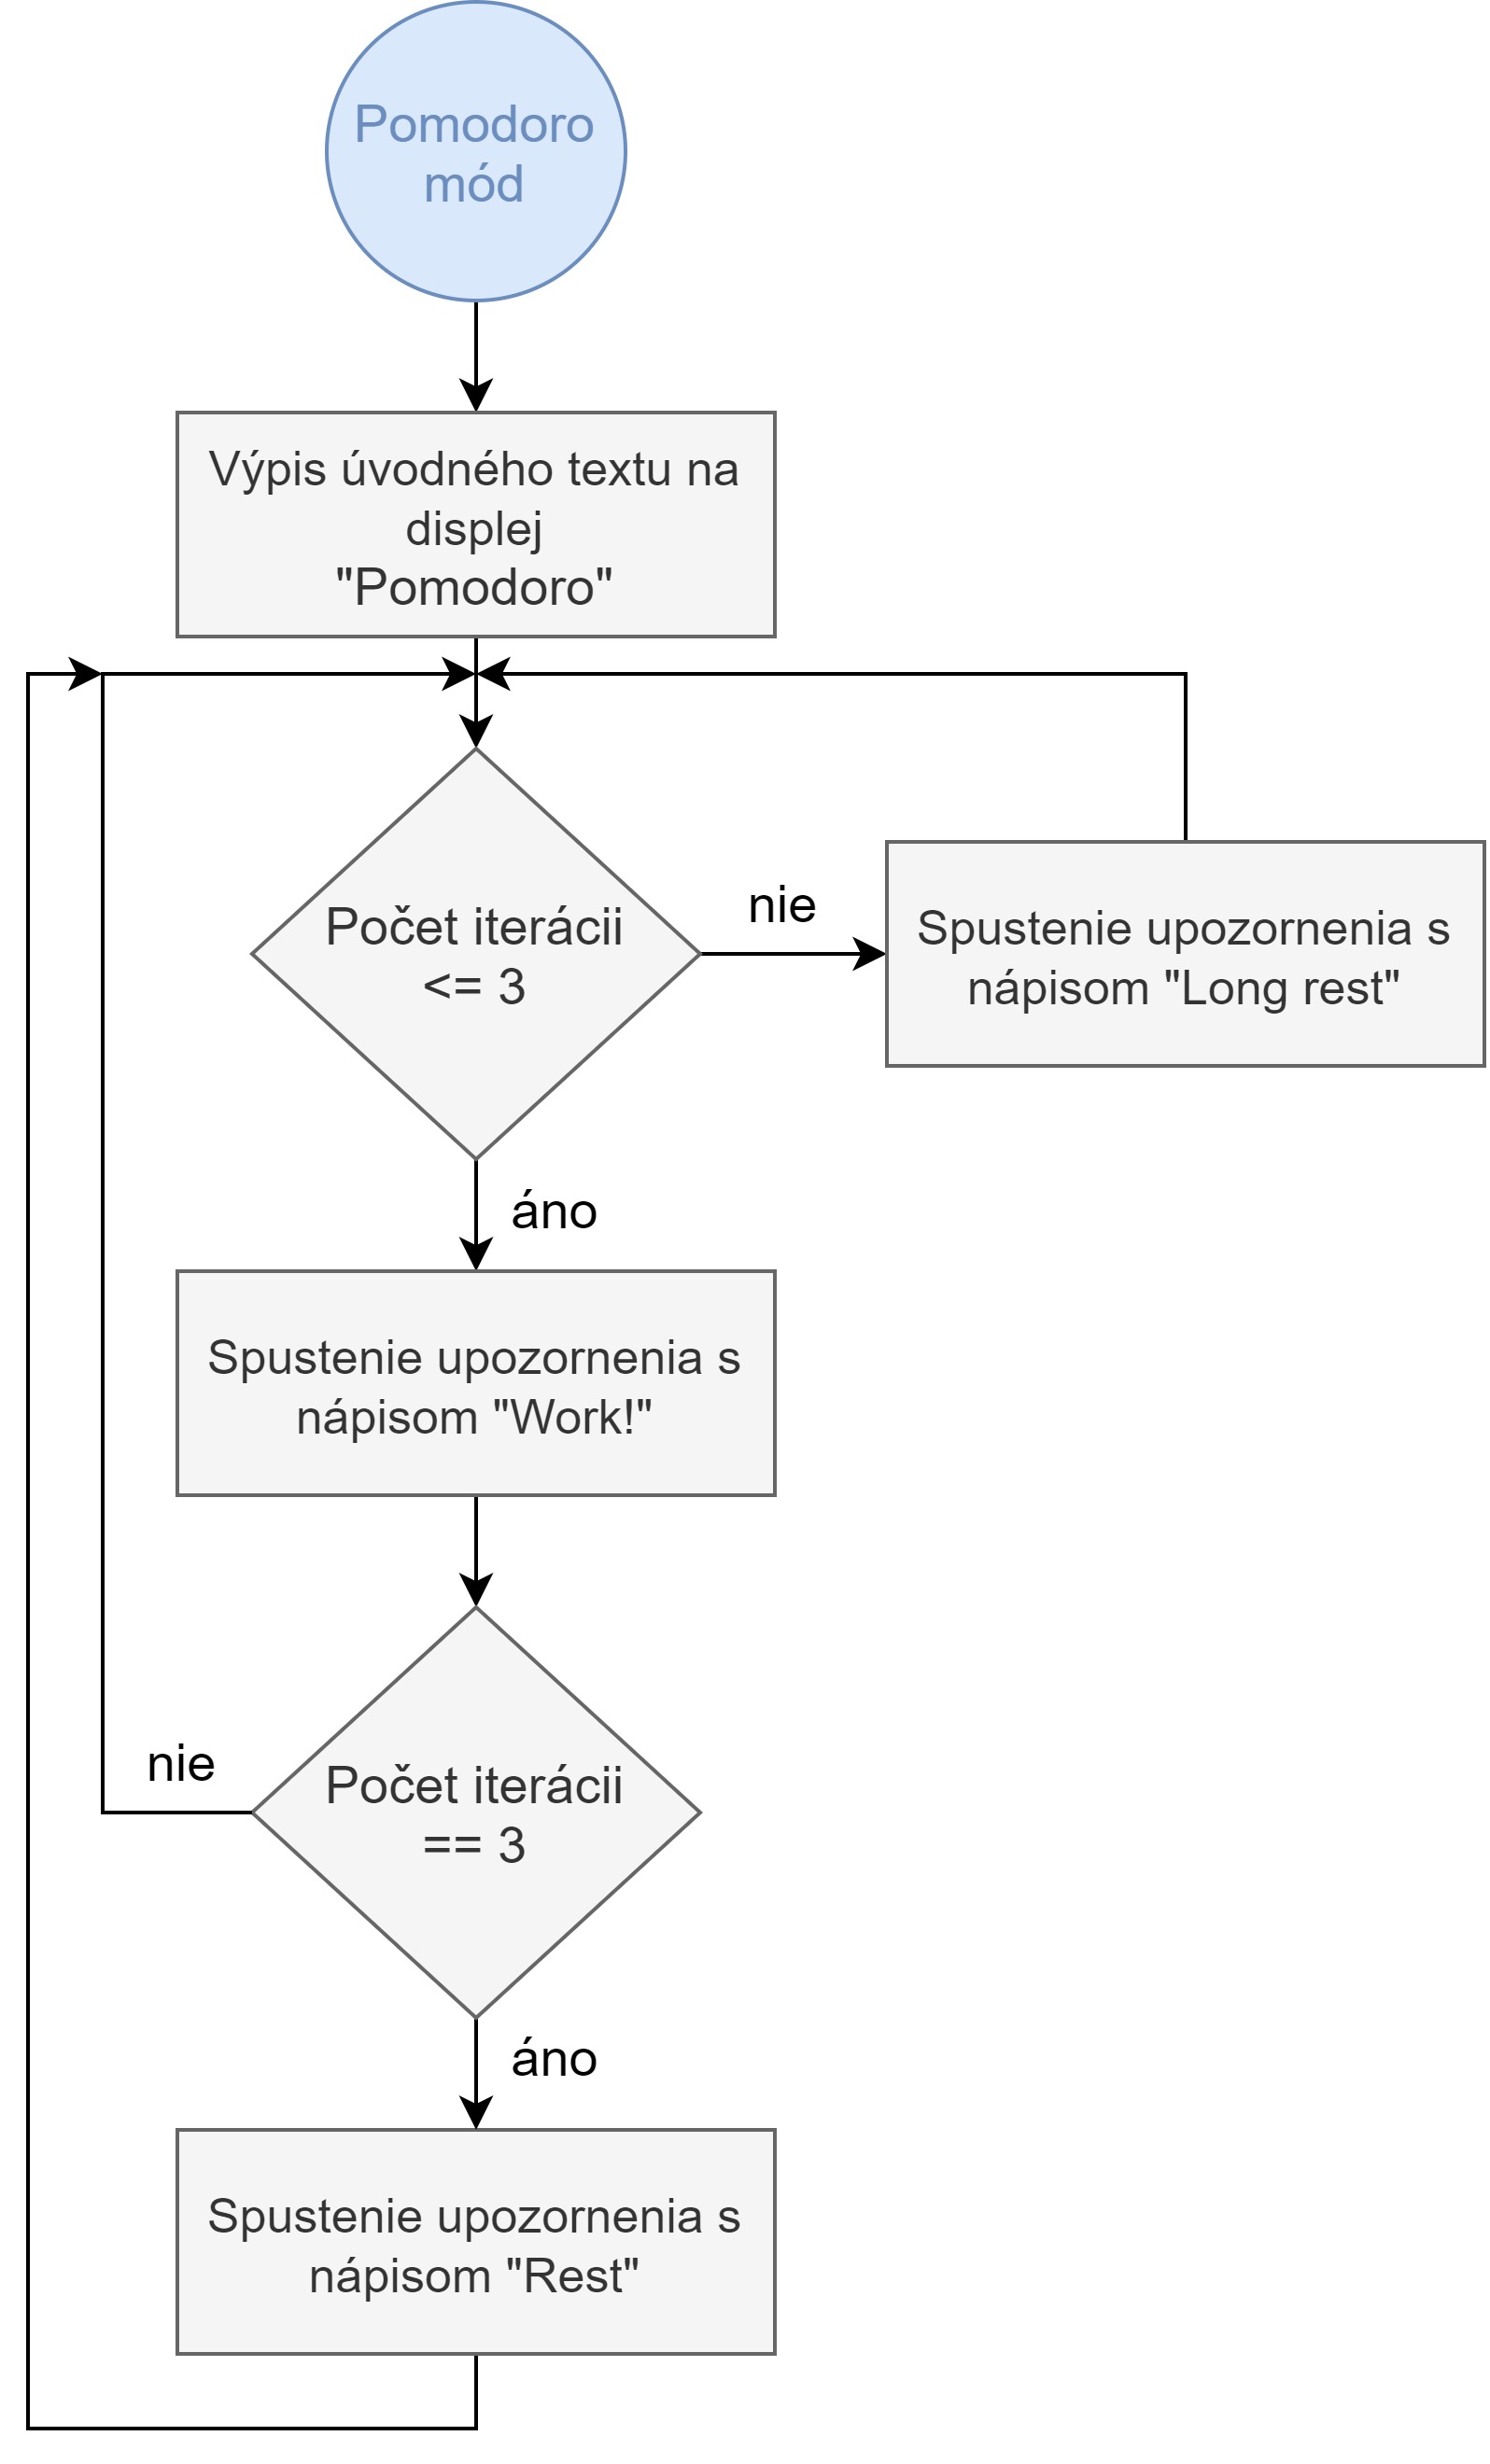 Pomodoro
mód
Výpis úvodného textu na
displej
"Pomodoro"
Počet iterácii
<= 3
nie
Spustenie upozornenia s
nápisom "Long rest"
áno
Spustenie upozornenia s
nápisom "Work!"
Počet iterácii
== 3
nie
áno
Spustenie upozornenia s
nápisom "Rest"